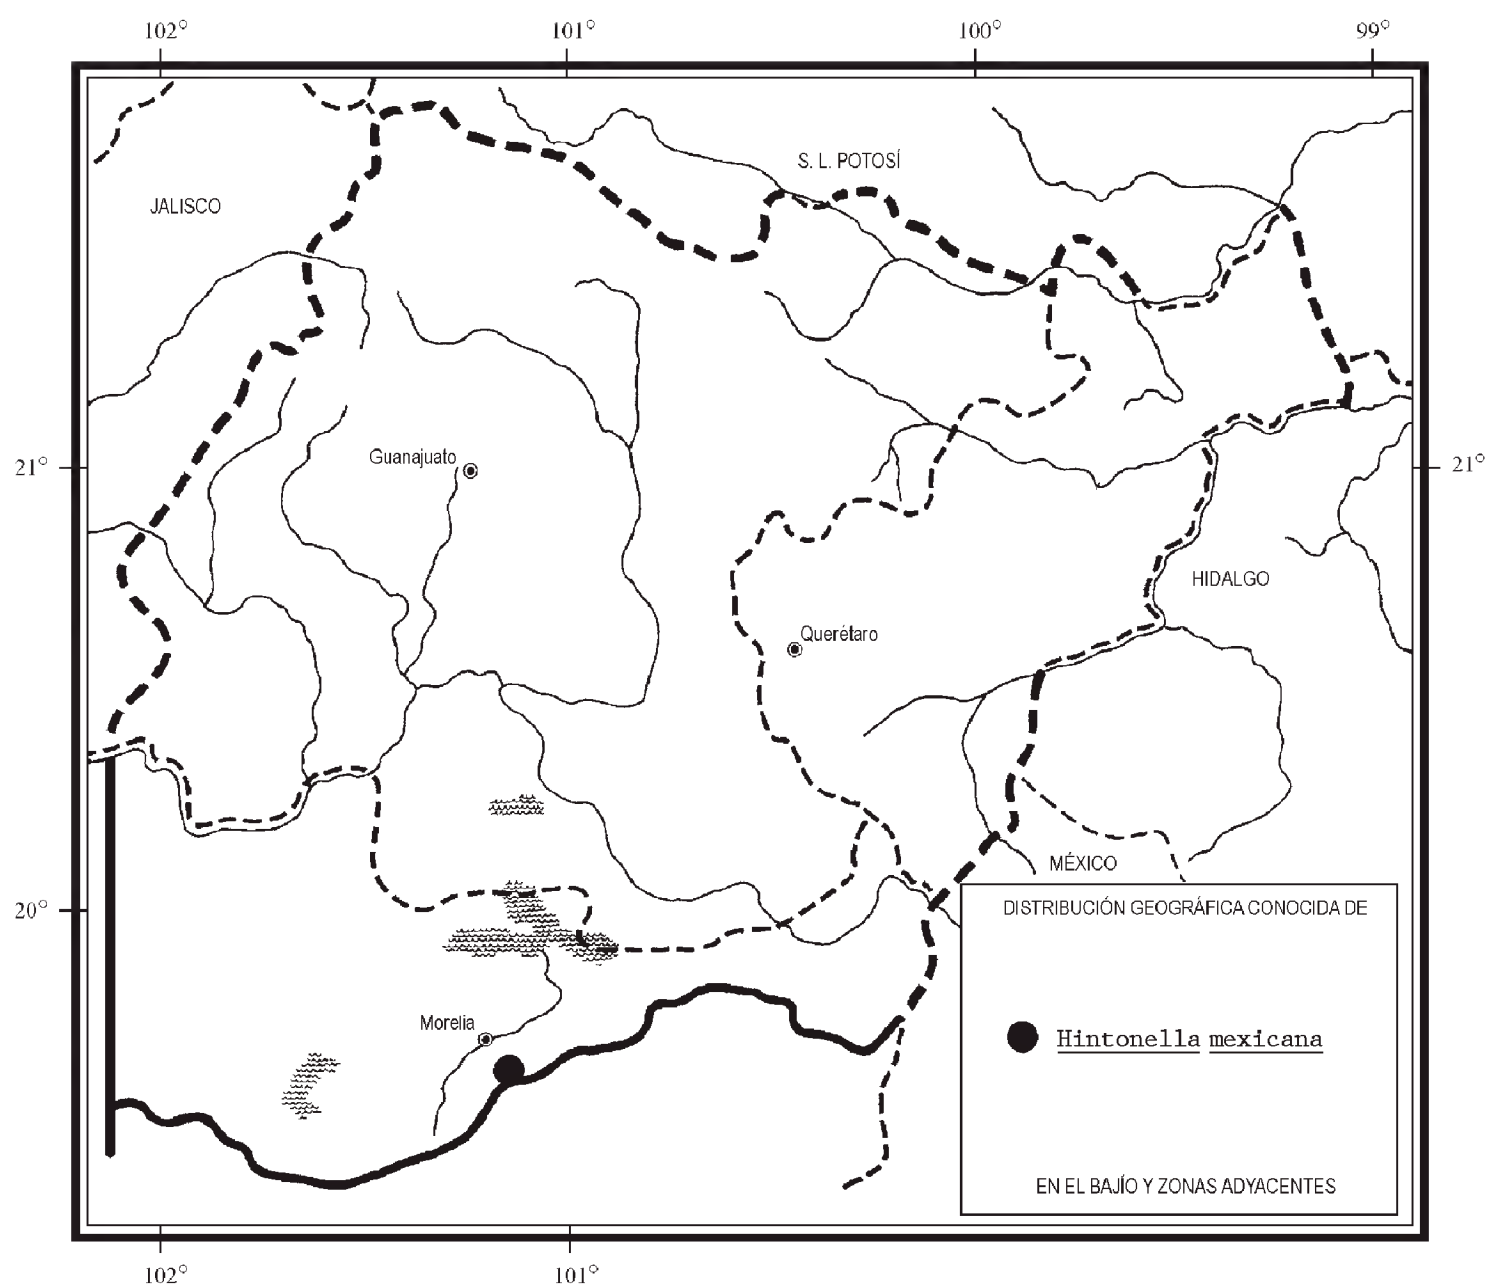 102° 101° 100° 99°
S. L. POTOSÍ
JALISCO
Guanajuato
21° 21°
HIDALGO
Querétaro
MÉXICO
20°
DISTRIBUCIÓN GEOGRÁFICA CONOCIDA DE
Morelia
Hintonella mexicana
EN EL BAJÍO Y ZONAS ADYACENTES
102° 101°